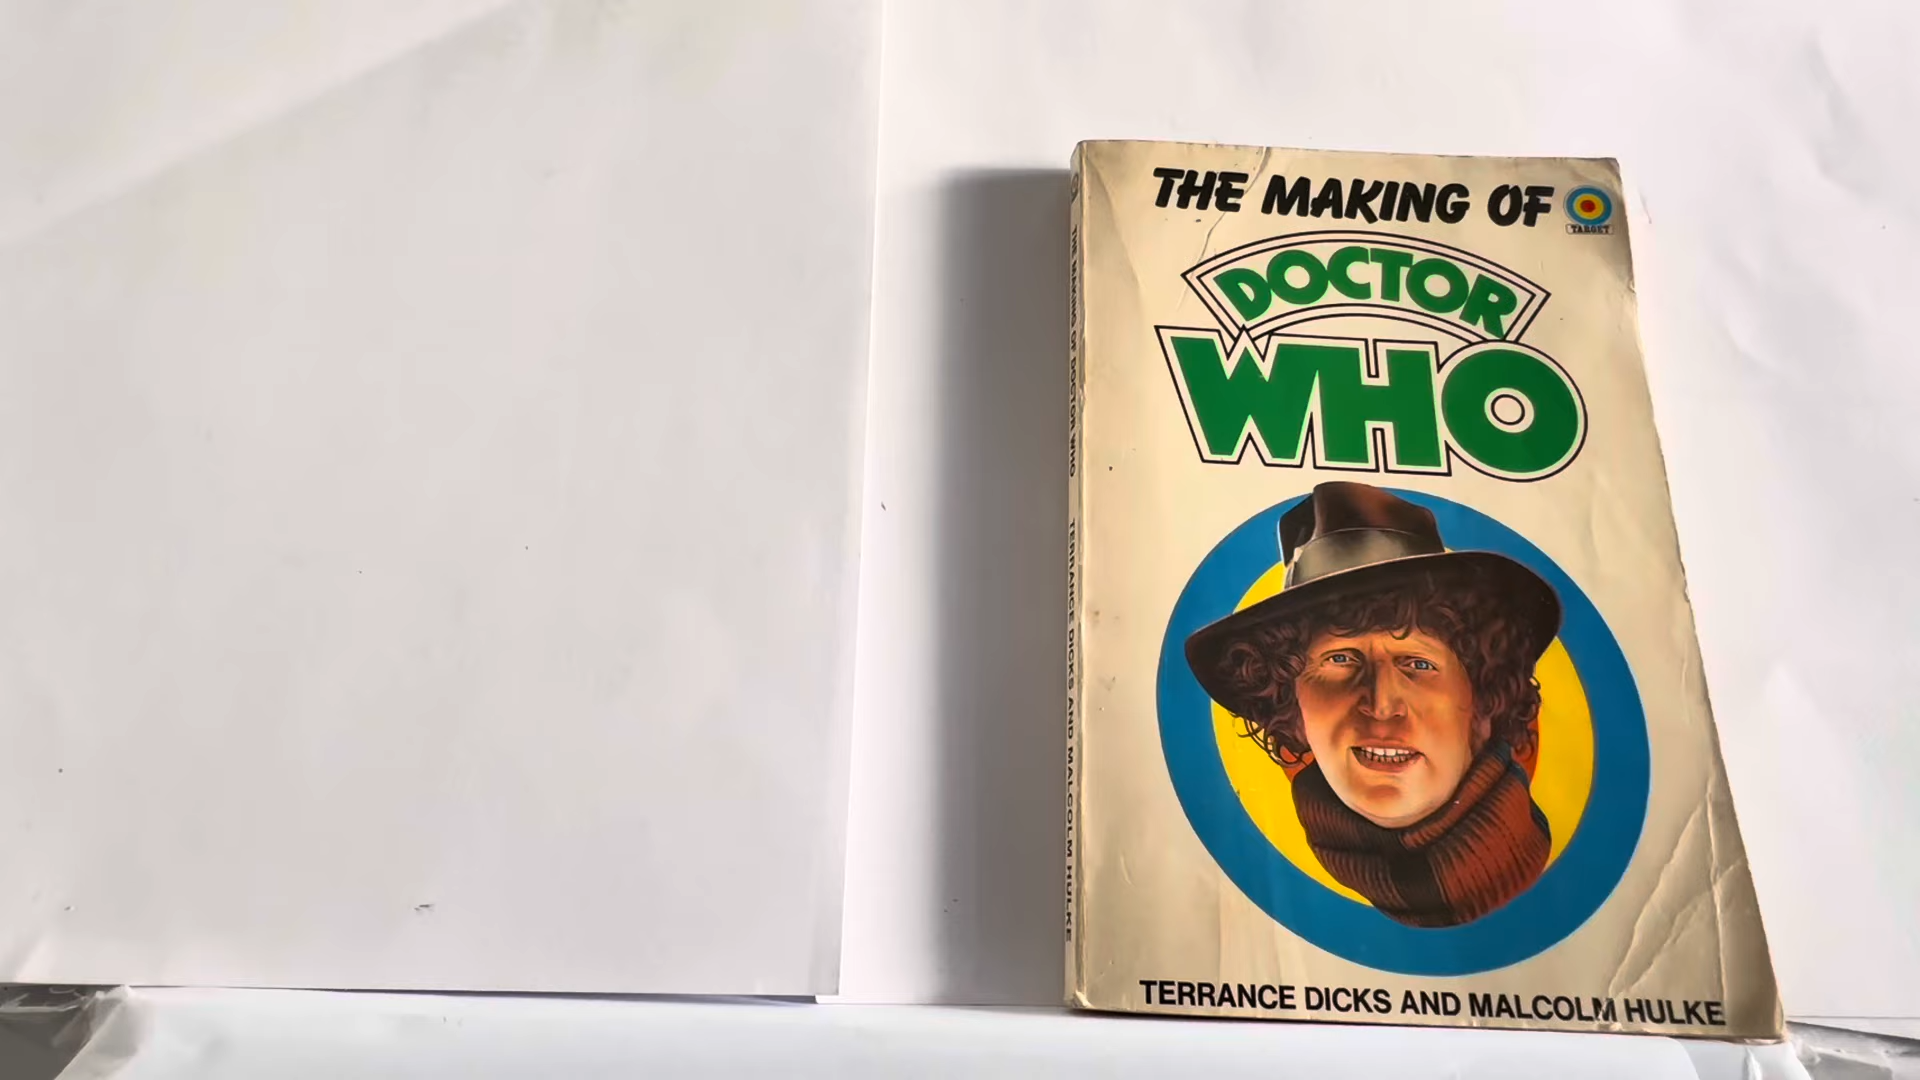 THE MAKING OF
TARGET
DOCTOR
WHO
TERRANCE DICKS AND MALCOLM HULKE
THE MAKING OF DOCTOR WHO TERRANCE DICKS AND MALCOLM HULKE